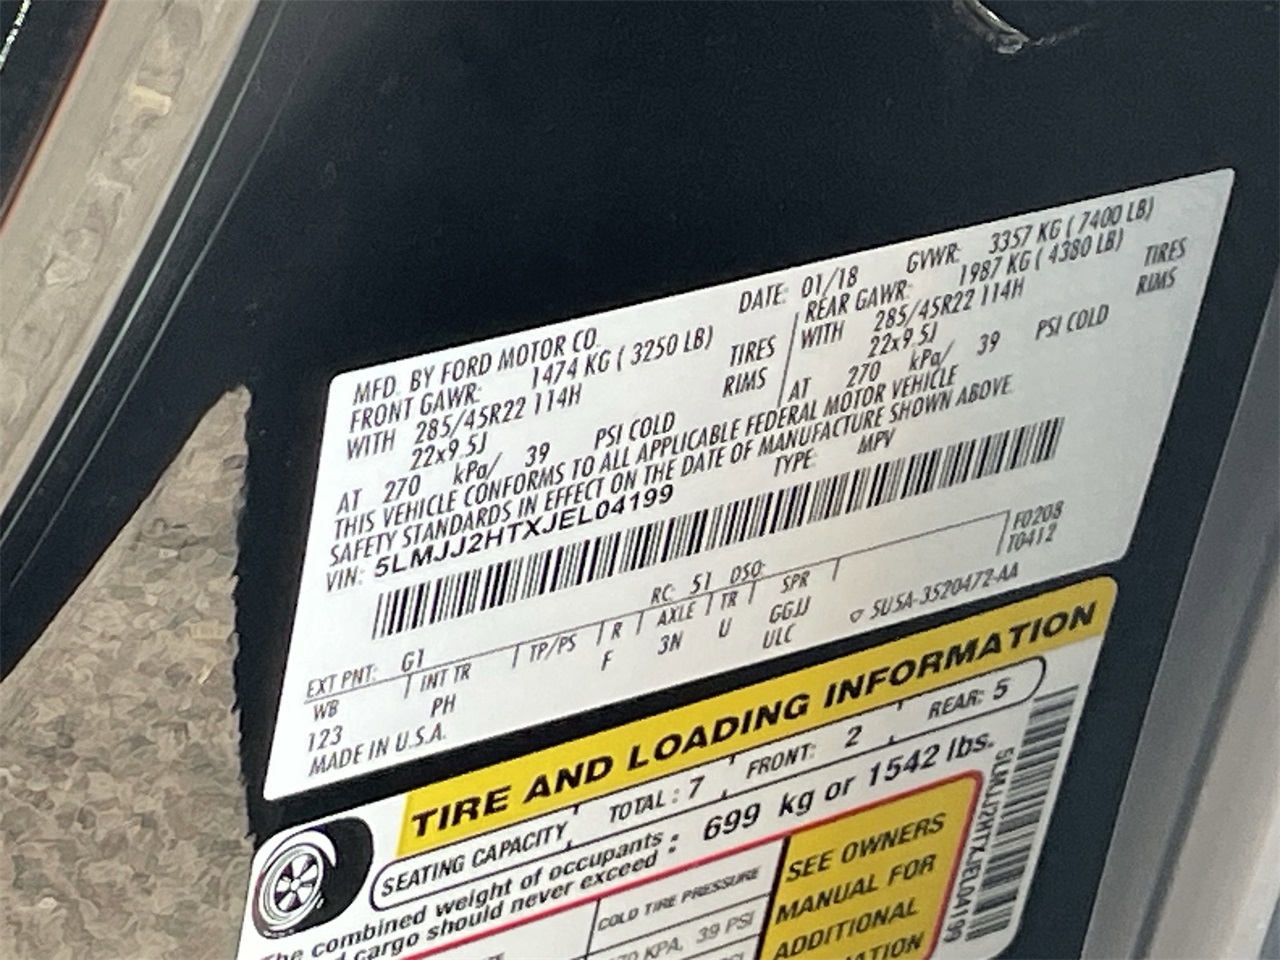 MFD. BY FORD MOTOR CO. DATE: 01/18 GVWR: 3357 KG ( 7400 LB)
FRONT GAWR: 1474 KG ( 3250 LB) REAR GAWR: 1987 KG ( 4380 LB)
WITH 285/45R22 114H TIRES WITH 285/45R22 114H TIRES
22x9.5J RIMS 22x9.5J RIMS
AT 270 kPa/ 39 PSI COLD AT 270 kPa/ 39 PSI COLD
THIS VEHICLE CONFORMS TO ALL APPLICABLE FEDERAL MOTOR VEHICLE
SAFETY STANDARDS IN EFFECT ON THE DATE OF MANUFACTURE SHOWN ABOVE.
VIN: 5LMJJ2HTXJEL04199 TYPE: MPV
F0208
T0412
EXT PNT: G1 RC: 51 DSO:
WB INT TR TP/PS R AXLE TR SPR
123 PH F 3N U GGJJ
ULC
MADE IN U.S.A. 5U5A-3520472-AA
TIRE AND LOADING INFORMATION
SEATING CAPACITY TOTAL: 7 FRONT: 2 REAR: 5
The combined weight of occupants
cargo should never exceed : 699 kg or 1542 lbs.
COLD TIRE PRESSURE
KPA, 39 PSI
SEE OWNERS
MANUAL FOR
ADDITIONAL
5LMJJ2HTXJEL04199